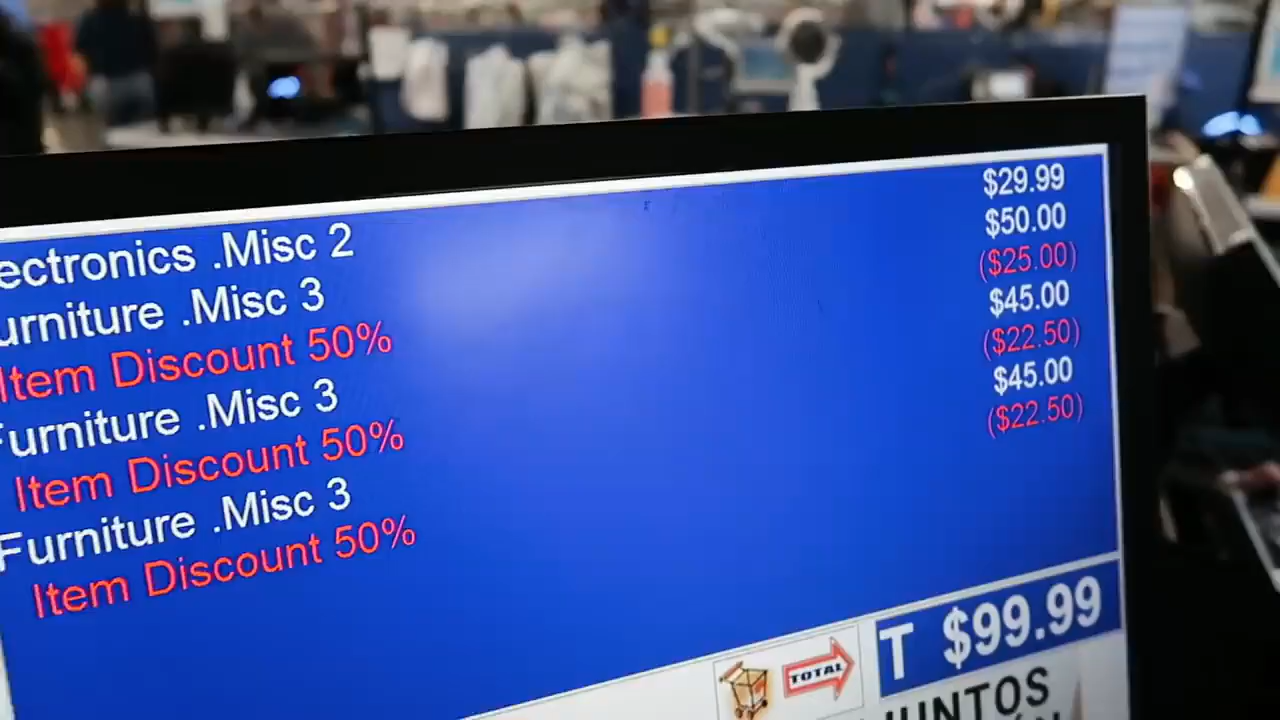 ectronics .Misc 2 $29.99
urniture .Misc 3 $50.00
Item Discount 50% ($25.00)
Furniture .Misc 3 $45.00
Item Discount 50% ($22.50)
Furniture .Misc 3 $45.00
Item Discount 50% ($22.50)
TOTAL
T $99.99
JUNTOS